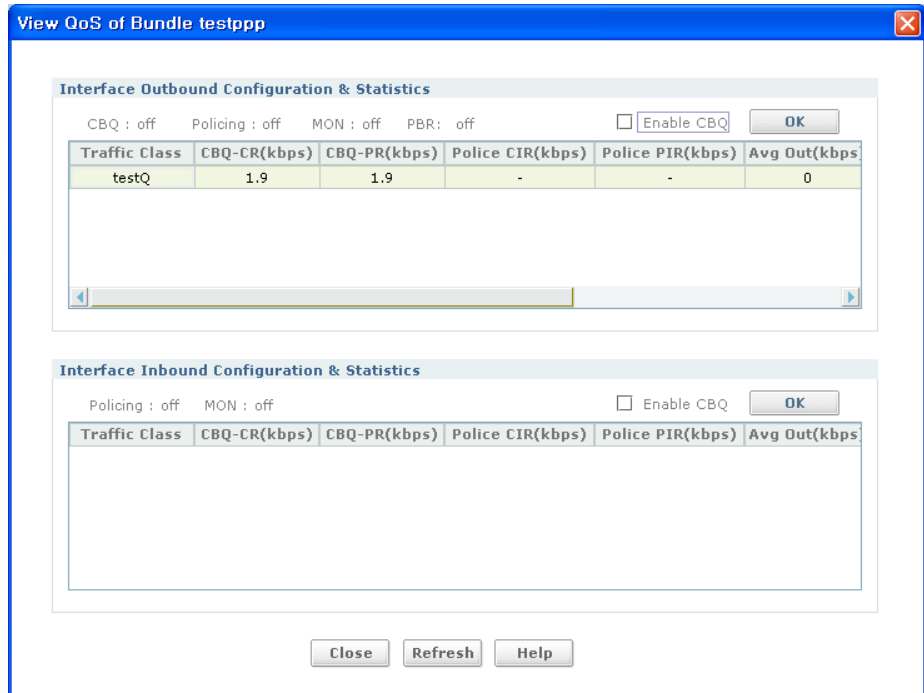 View QoS of Bundle testppp
Interface Outbound Configuration & Statistics
CBQ : off Policing : off MON : off PBR: off Enable CBQ OK
Traffic Class CBQ-CR(kbps) CBQ-PR(kbps) Police CIR(kbps) Police PIR(kbps) Avg Out(kbps)
testQ 1.9 1.9 - - 0
Interface Inbound Configuration & Statistics
Policing : off MON : off Enable CBQ OK
Traffic Class CBQ-CR(kbps) CBQ-PR(kbps) Police CIR(kbps) Police PIR(kbps) Avg Out(kbps)
Close Refresh Help